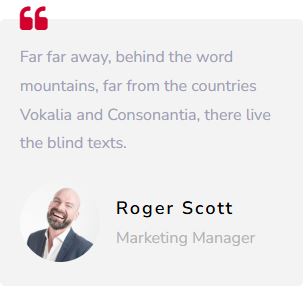 Far far away, behind the word
mountains, far from the countries
Vokalia and Consonantia, there live
the blind texts.
Roger Scott
Marketing Manager